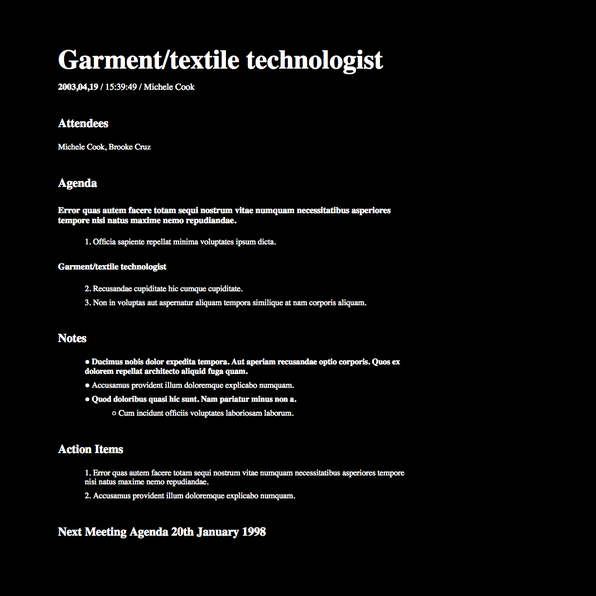 Garment/textile technologist
2003,04,19 / 15:39:49 / Michele Cook
Attendees
Michele Cook, Brooke Cruz
Agenda
Error quas autem facere totam sequi nostrum vitae numquam necessitatibus asperiores
tempore nisi natus maxime nemo repudiandae.
1. Officia sapiente repellat minima voluptates ipsum dicta.
Garment/textile technologist
2. Recusandae cupiditate hic cumque cupiditate.
3. Non in voluptas aut aspernatur aliquam tempora similique at nam corporis aliquam.
Notes
● Ducimus nobis dolor expedita tempora. Aut aperiam recusandae optio corporis. Quos ex
dolorem repellat architecto aliquid fuga quam.
● Accusamus provident illum doloremque explicabo numquam.
● Quod doloribus quasi hic sunt. Nam pariatur minus non a.
○ Cum incidunt officiis voluptates laboriosam laborum.
Action Items
1. Error quas autem facere totam sequi nostrum vitae numquam necessitatibus asperiores tempore
nisi natus maxime nemo repudiandae.
2. Accusamus provident illum doloremque explicabo numquam.
Next Meeting Agenda 20th January 1998